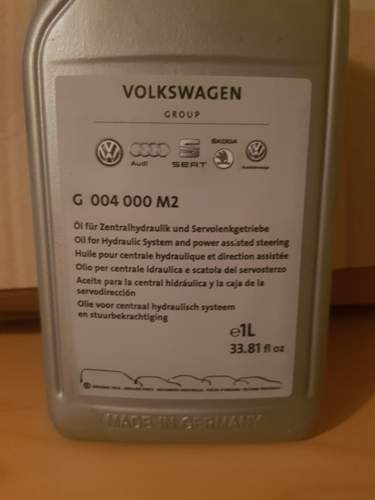 VOLKSWAGEN
GROUP
Audi SEAT ŠKODA
G 004 000 M2
Öl für Zentralhydraulik und Servolenkgetriebe
Oil for Hydraulic System and power assisted steering
Huile pour centrale hydraulique et direction assistée
Olio per centrale idraulica e scatola del servosterzo
Aceite para la central hidráulica y la caja de la
servodirección
Olie voor centraal hydraulisch systeem
en stuurbekrachtiging
℮1L
33.81 fl oz
MADE IN GERMANY